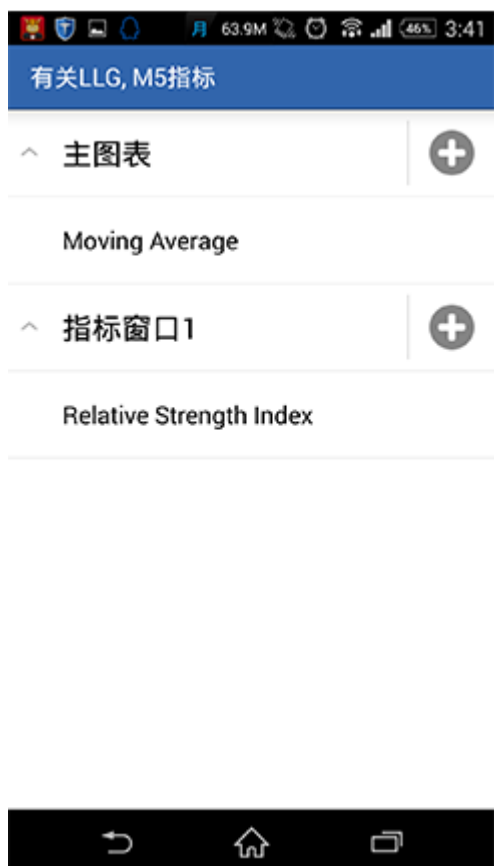 月 63.9M 46% 3:41
有关LLG, M5指标
主图表
Moving Average
指标窗口1
Relative Strength Index